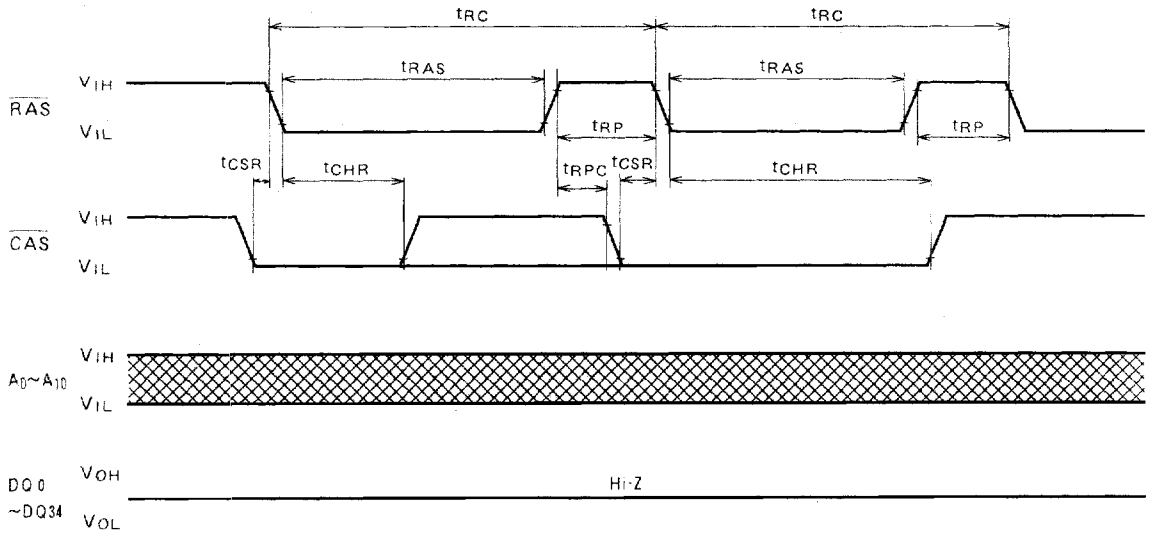 tRC tRC
VIH tRAS tRAS
RAS
VIL tRP tRP
tCSR tCHR tRPC tCSR tCHR
VIH
CAS
VIL
VIH
A0~A10
VIL
VOH Hi-Z
DQ0
~DQ34
VOL